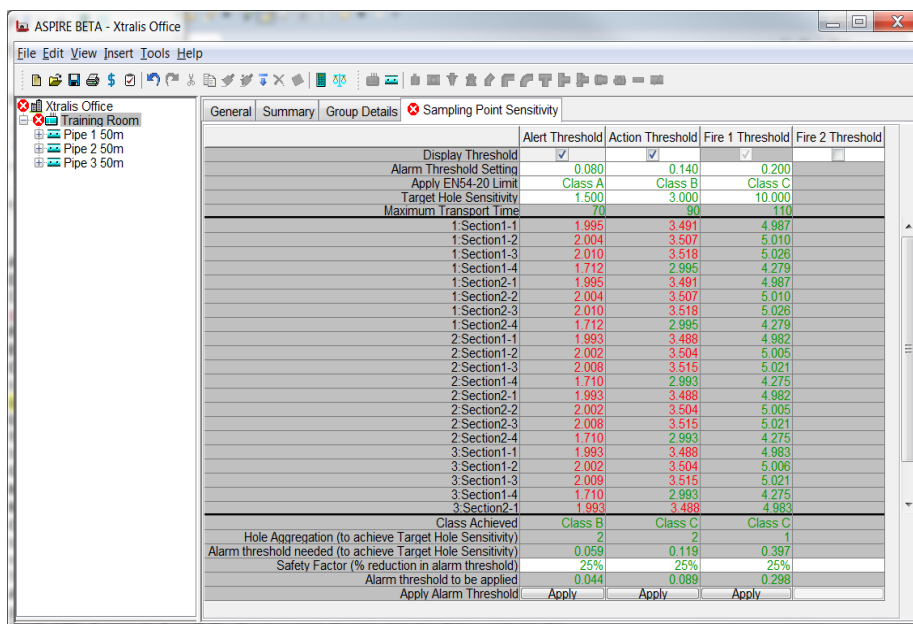 ASPIRE BETA - Xtralis Office
File Edit View Insert Tools Help
Xtralis Office
Training Room
Pipe 1 50m
Pipe 2 50m
Pipe 3 50m
General Summary Group Details Sampling Point Sensitivity
Alert Threshold Action Threshold Fire 1 Threshold Fire 2 Threshold
Display Threshold
Alarm Threshold Setting 0.080 0.140 0.200
Apply EN54-20 Limit Class A Class B Class C
Target Hole Sensitivity 1.500 3.000 10.000
Maximum Transport Time 70 90 110
1:Section1-1 1.995 3.491 4.987
1:Section1-2 2.004 3.507 5.010
1:Section1-3 2.010 3.518 5.026
1:Section1-4 1.712 2.995 4.279
1:Section2-1 1.995 3.491 4.987
1:Section2-2 2.004 3.507 5.010
1:Section2-3 2.010 3.518 5.026
1:Section2-4 1.712 2.995 4.279
2:Section1-1 1.993 3.488 4.982
2:Section1-2 2.002 3.504 5.005
2:Section1-3 2.008 3.515 5.021
2:Section1-4 1.710 2.993 4.275
2:Section2-1 1.993 3.488 4.982
2:Section2-2 2.002 3.504 5.005
2:Section2-3 2.008 3.515 5.021
2:Section2-4 1.710 2.993 4.275
3:Section1-1 1.993 3.488 4.983
3:Section1-2 2.002 3.504 5.006
3:Section1-3 2.009 3.515 5.021
3:Section1-4 1.710 2.993 4.275
3:Section2-1 1.993 3.488 4.983
Class Achieved Class B Class C Class C
Hole Aggregation (to achieve Target Hole Sensitivity) 2 2 1
Alarm threshold needed (to achieve Target Hole Sensitivity) 0.059 0.119 0.397
Safety Factor (% reduction in alarm threshold) 25% 25% 25%
Alarm threshold to be applied 0.044 0.089 0.298
Apply Alarm Threshold Apply Apply Apply